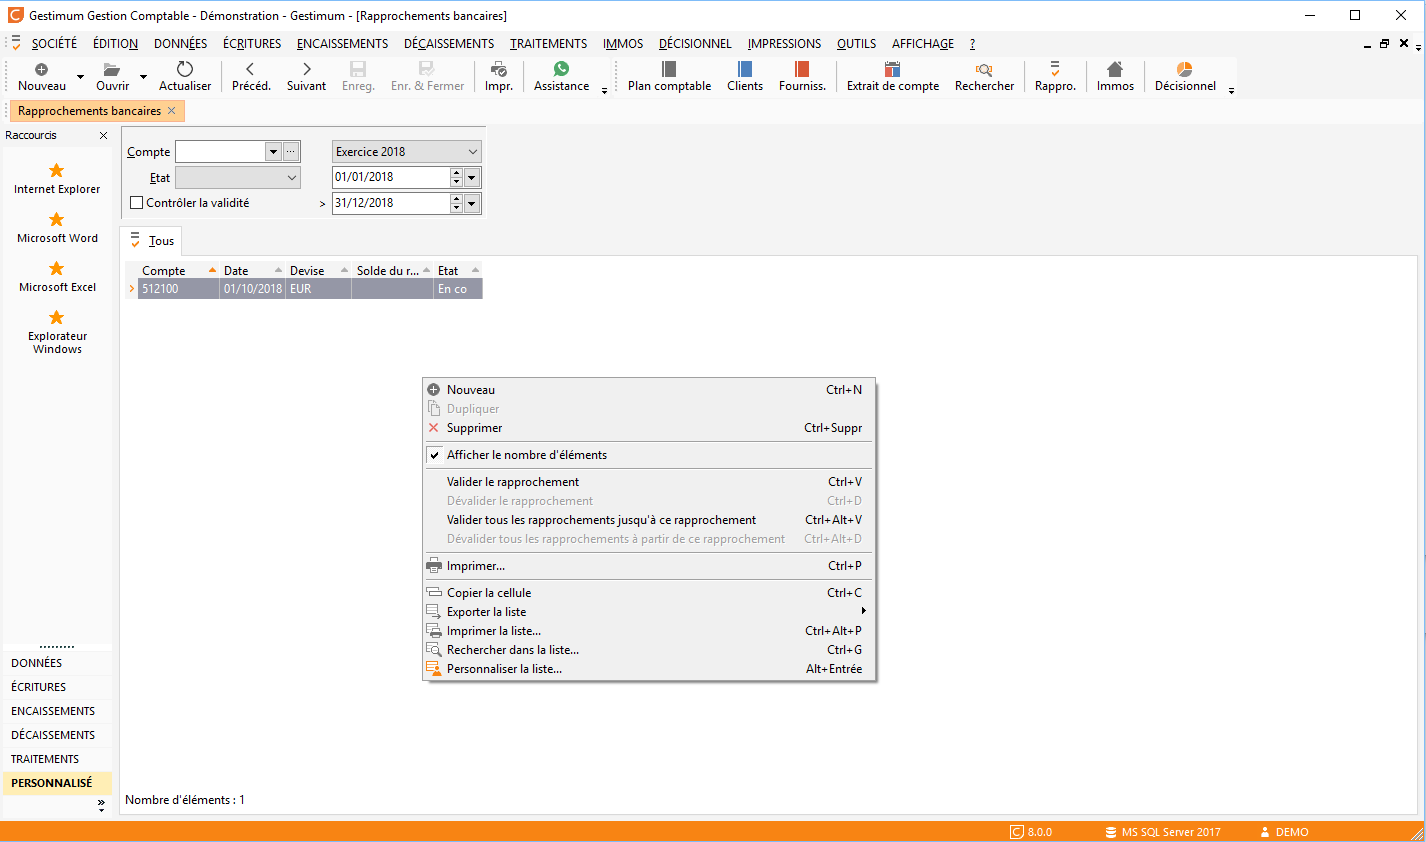 Gestimum Gestion Comptable - Démonstration - Gestimum - [Rapprochements bancaires]
SOCIÉTÉ ÉDITION DONNÉES ÉCRITURES ENCAISSEMENTS DÉCAISSEMENTS TRAITEMENTS IMMOS DÉCISIONNEL IMPRESSIONS OUTILS AFFICHAGE ?
Nouveau Ouvrir Actualiser Précéd. Suivant Enreg. Enr. & Fermer Impr. Assistance Plan comptable Clients Fourniss. Extrait de compte Rechercher Rappro. Immos Décisionnel
Rapprochements bancaires
Raccourcis
Internet Explorer
Microsoft Word
Microsoft Excel
Explorateur
Windows
DONNÉES
ÉCRITURES
ENCAISSEMENTS
DÉCAISSEMENTS
TRAITEMENTS
PERSONNALISÉ
Compte Exercice 2018
Etat 01/01/2018
Contrôler la validité > 31/12/2018
Tous
Compte Date Devise Solde du r... Etat
512100 01/10/2018 EUR En co
Nouveau Ctrl+N
Dupliquer
Supprimer Ctrl+Suppr
Afficher le nombre d'éléments
Valider le rapprochement Ctrl+V
Dévalider le rapprochement Ctrl+D
Valider tous les rapprochements jusqu'à ce rapprochement Ctrl+Alt+V
Dévalider tous les rapprochements à partir de ce rapprochement Ctrl+Alt+D
Imprimer... Ctrl+P
Copier la cellule Ctrl+C
Exporter la liste
Imprimer la liste... Ctrl+Alt+P
Rechercher dans la liste... Ctrl+G
Personnaliser la liste... Alt+Entrée
Nombre d'éléments : 1
8.0.0 MS SQL Server 2017 DEMO